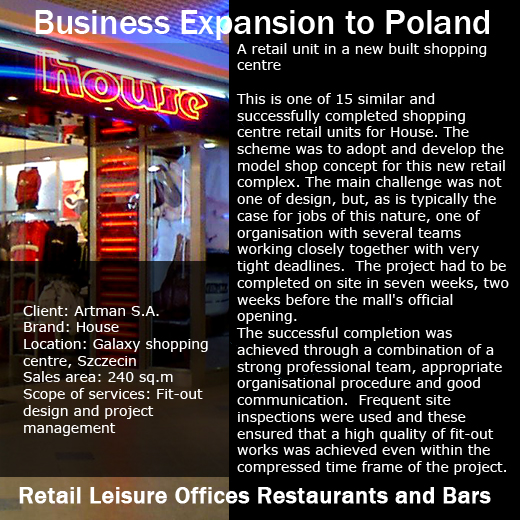 Business Expansion to Poland
house
A retail unit in a new built shopping
centre
This is one of 15 similar and
successfully completed shopping
centre retail units for House. The
scheme was to adopt and develop the
model shop concept for this new retail
complex. The main challenge was not
one of design, but, as is typically the
case for jobs of this nature, one of
organisation with several teams
working closely together with very
tight deadlines.  The project had to be
completed on site in seven weeks, two
weeks before the mall's official
opening.
The successful completion was
achieved through a combination of a
strong professional team, appropriate
organisational procedure and good
communication.  Frequent site
inspections were used and these
ensured that a high quality of fit-out
works was achieved even within the
compressed time frame of the project.
Client: Artman S.A.
Brand: House
Location: Galaxy shopping
centre, Szczecin
Sales area: 240 sq.m
Scope of services: Fit-out
design and project
management
Retail Leisure Offices Restaurants and Bars